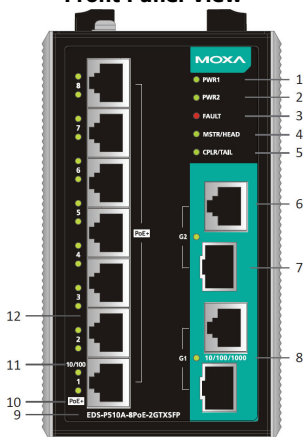 Front Panel View
MOXA
PWR1
1
PWR2
2
FAULT
3
MSTR/HEAD
4
CPLR/TAIL
5
8
7
6
5
4
3
2
1
PoE+
6
G2
7
G1
10/100/1000
8
12
11
10/100
10
PoE+
9
EDS-P510A-8PoE-2GTXSFP